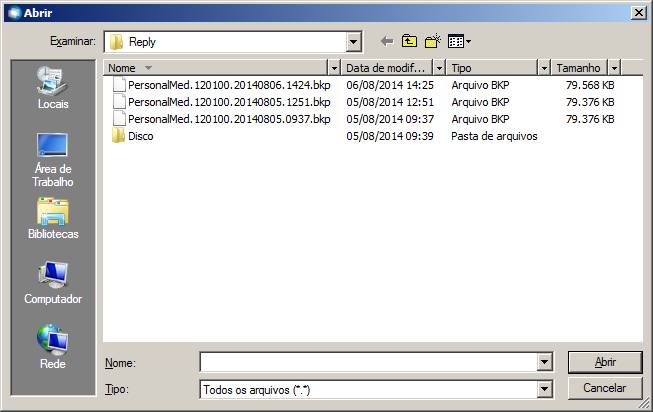 Abrir
Examinar: Reply
Nome Data de modif... Tipo Tamanho
PersonalMed.120100.20140806.1424.bkp 06/08/2014 14:25 Arquivo BKP 79.568 KB
PersonalMed.120100.20140805.1251.bkp 05/08/2014 12:51 Arquivo BKP 79.376 KB
PersonalMed.120100.20140805.0937.bkp 05/08/2014 09:37 Arquivo BKP 79.376 KB
Disco 05/08/2014 09:39 Pasta de arquivos
Locais
Área de
Trabalho
Bibliotecas
Computador
Rede
Nome: Abrir
Tipo: Todos os arquivos (*.*) Cancelar